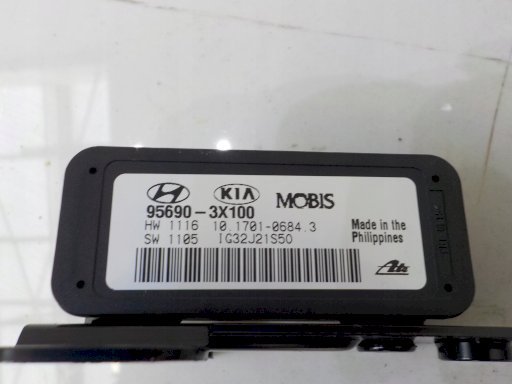 KIA MOBIS
95690-3X100
HW 1116 10.1701-0684.3
SW 1105 IG32J21S50
Made in the
Philippines
Ate